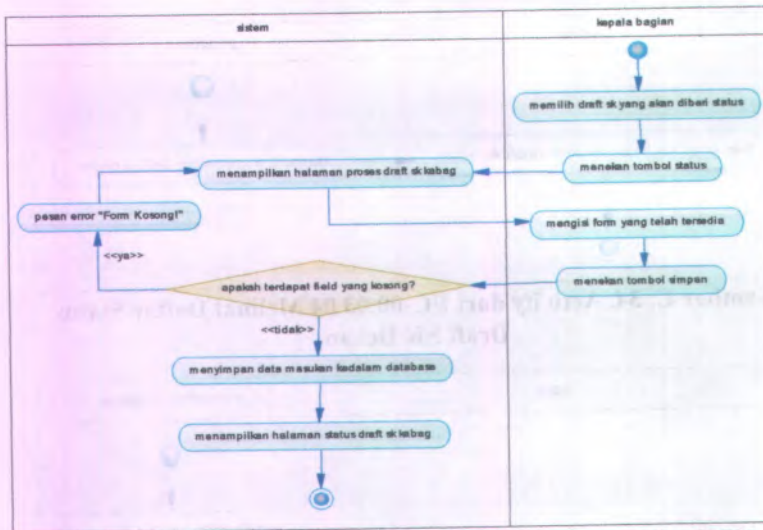 sistem
kepala bagian
memilih draft sk yang akan diberi status
menekan tombol status
menampilkan halaman proses draft sk kabag
pesan error "Form Kosong!"
mengisi form yang telah tersedia
<<ya>>
apakah terdapat field yang kosong?
menekan tombol simpan
<<tidak>>
menyimpan data masukan kedalam database
menampilkan halaman status draft sk kabag